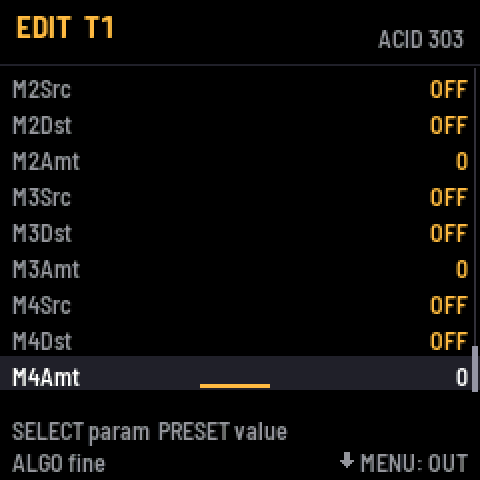 EDIT T1
ACID 303
M2Src OFF
M2Dst OFF
M2Amt 0
M3Src OFF
M3Dst OFF
M3Amt 0
M4Src OFF
M4Dst OFF
M4Amt 0
SELECT param PRESET value
ALGO fine 🡇 MENU: OUT